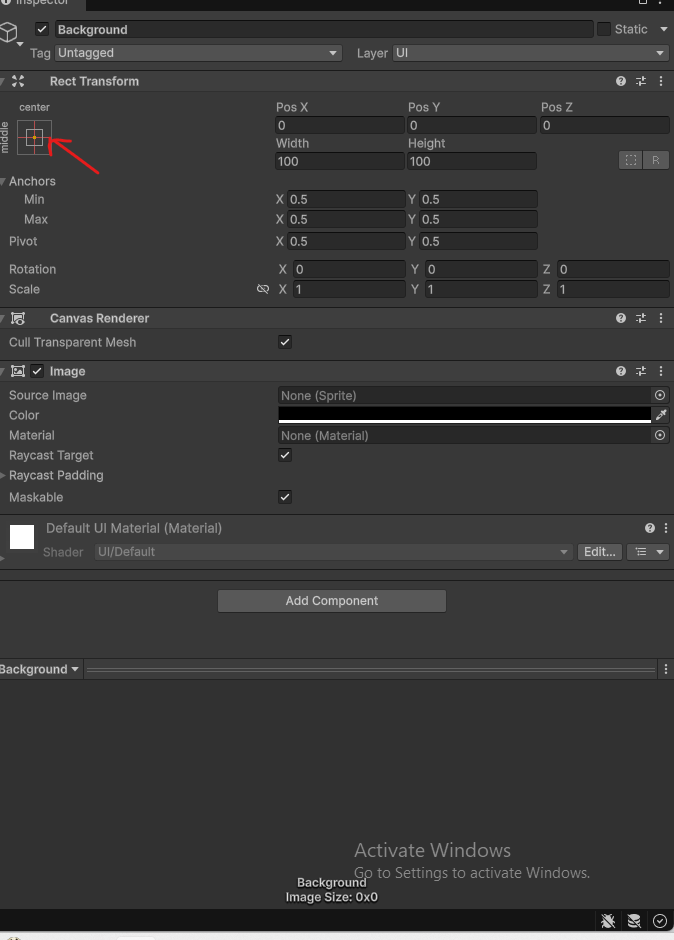 Inspector
Background
Static
Tag Untagged Layer UI
Rect Transform
center
middle
Pos X Pos Y Pos Z
0 0 0
Width Height
100 100
R
Anchors
Min X 0.5 Y 0.5
Max X 0.5 Y 0.5
Pivot X 0.5 Y 0.5
Rotation X 0 Y 0 Z 0
Scale X 1 Y 1 Z 1
Canvas Renderer
Cull Transparent Mesh
Image
Source Image None (Sprite)
Color
Material None (Material)
Raycast Target
Raycast Padding
Maskable
Default UI Material (Material)
Shader UI/Default Edit...
Add Component
Background
Activate Windows
Go to Settings to activate Windows.
Background
Image Size: 0x0